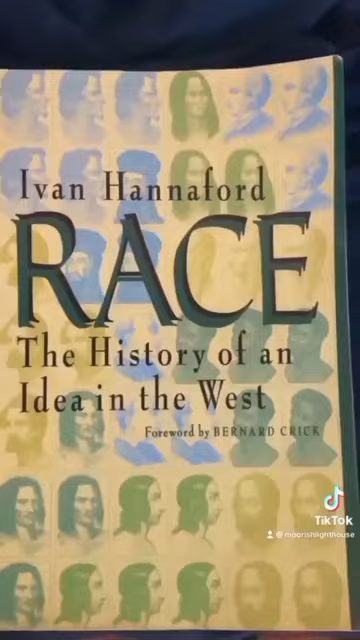 Ivan Hannaford
RACE
The History of an
Idea in the West
Foreword by BERNARD CRICK
TikTok
@moorishlighthouse